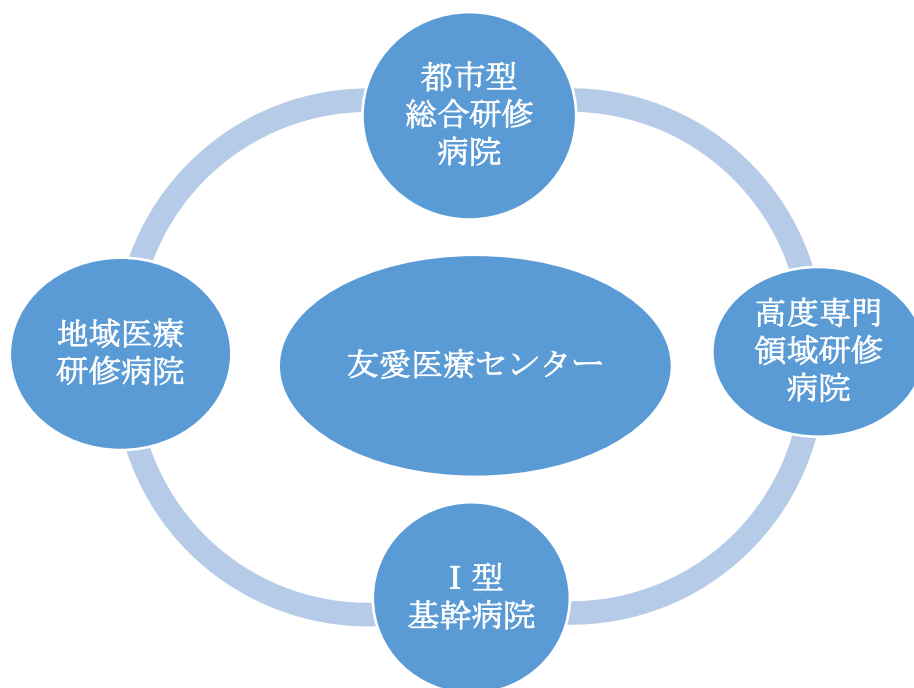 都市型
総合研修
病院
地域医療
研修病院
友愛医療センター
高度専門
領域研修
病院
Ⅰ型
基幹病院